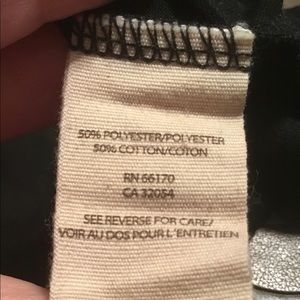 50% POLYESTER/POLYESTER
50% COTTON/COTON
RN 66170
CA 32054
SEE REVERSE FOR CARE/
VOIR AU DOS POUR L'ENTRETIEN